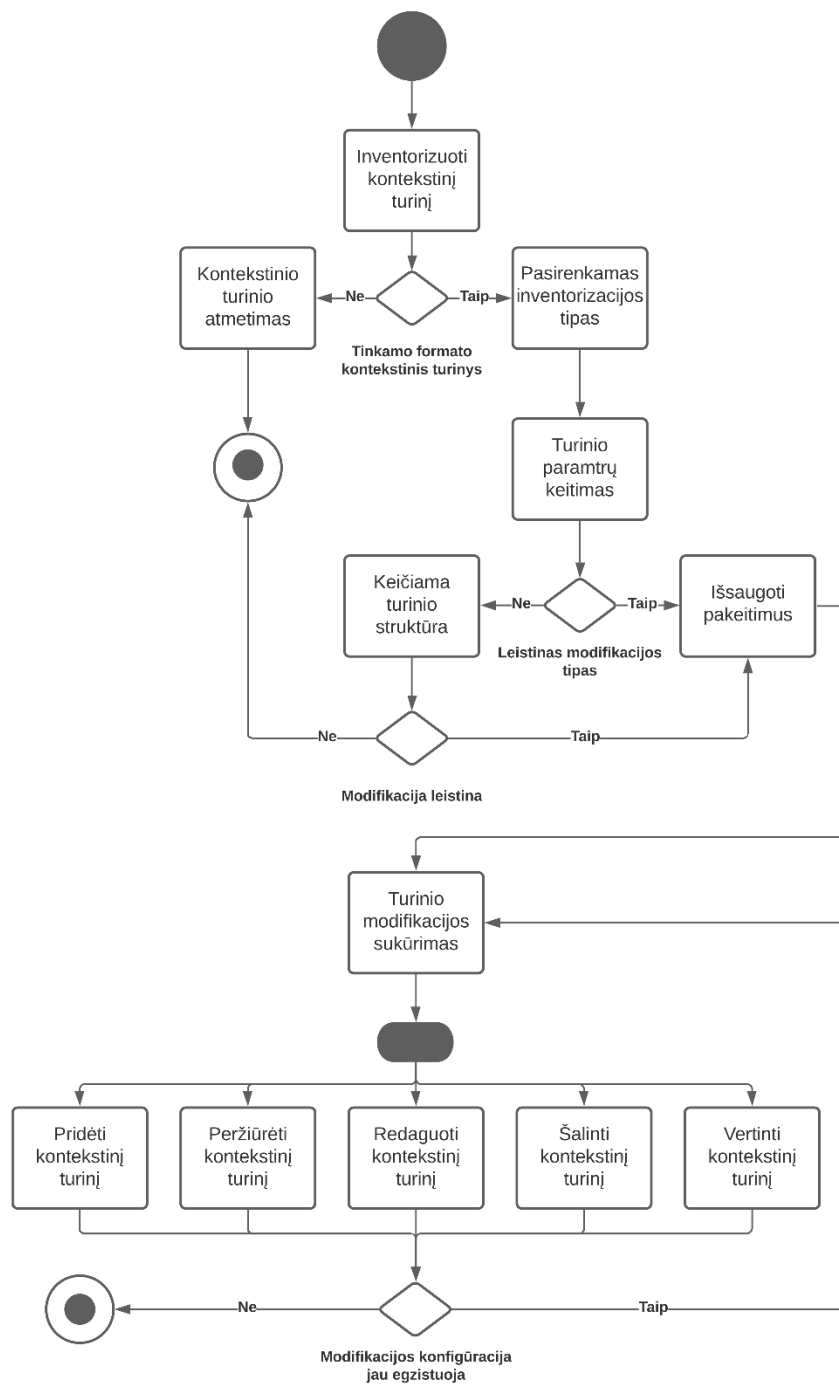 Inventorizuoti
kontekstinį
turinį
Kontekstinio
turinio
atmetimas
Ne
Taip
Pasirenkamas
inventorizacijos
tipas
Tinkamo formato
kontekstinis turinys
Turinio
paramtrų
keitimas
Keičiama
turinio
struktūra
Ne
Taip
Išsaugoti
pakeitimus
Leistinas modifikacijos
tipas
Ne
Taip
Modifikacija leistina
Turinio
modifikacijos
sukūrimas
Pridėti
kontekstinį
turinį
Peržiūrėti
kontekstinį
turinį
Redaguoti
kontekstinį
turinį
Šalinti
kontekstinį
turinį
Vertinti
kontekstinį
turinį
Ne
Taip
Modifikacijos konfigūracija
jau egzistuoja